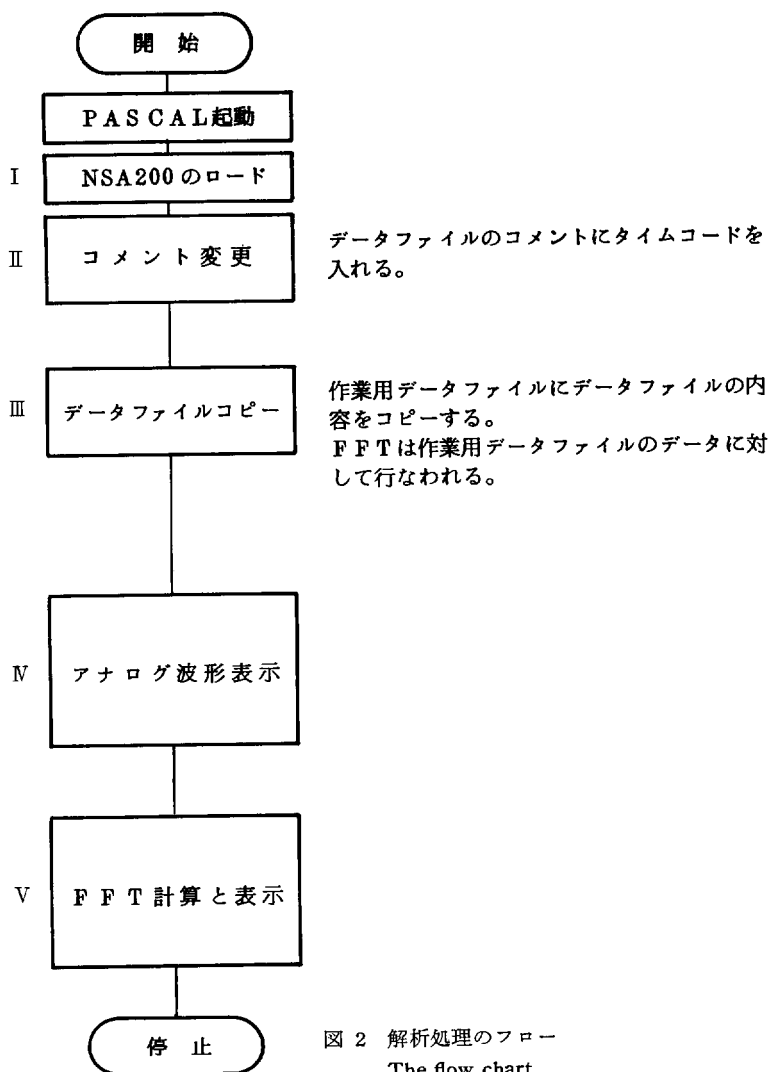 開始
PASCAL起動
Ⅰ NSA200のロード
Ⅱ コメント変更
データファイルのコメントにタイムコードを
入れる。
Ⅲ データファイルコピー
作業用データファイルにデータファイルの内
容をコピーする。
FFTは作業用データファイルのデータに対
して行なわれる。
Ⅳ アナログ波形表示
Ⅴ FFT計算と表示
停止
図 2 解析処理のフロー
The flow chart